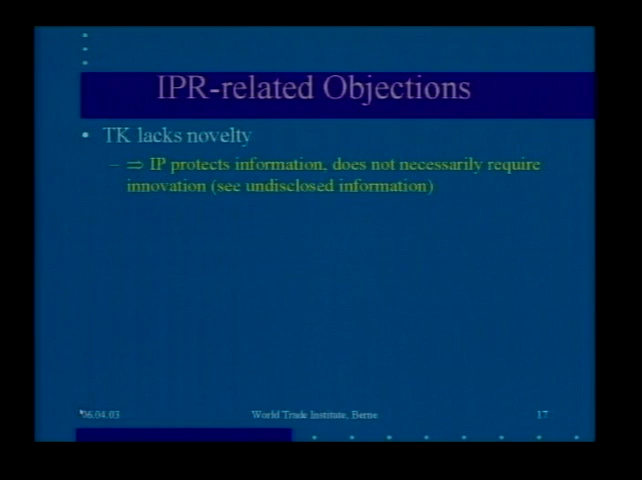 IPR-related Objections
• TK lacks novelty
– ⇒ IP protects information, does not necessarily require
innovation (see undisclosed information)
06.04.03 World Trade Institute, Berne 17